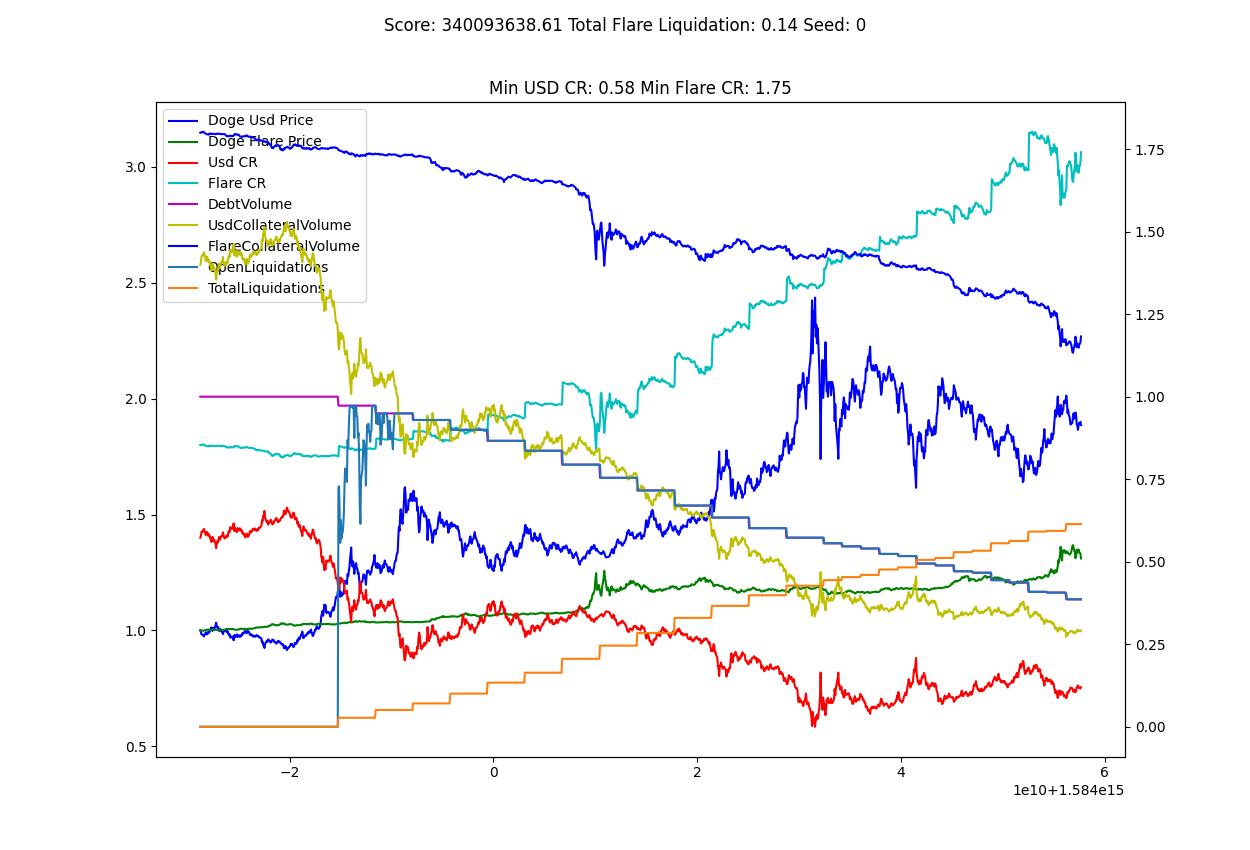 Score: 340093638.61 Total Flare Liquidation: 0.14 Seed: 0
Min USD CR: 0.58 Min Flare CR: 1.75
Doge Usd Price
Doge Flare Price
Usd CR
Flare CR
DebtVolume
UsdCollateralVolume
FlareCollateralVolume
OpenLiquidations
TotalLiquidations
3.0
2.5
2.0
1.5
1.0
0.5
1.75
1.50
1.25
1.00
0.75
0.50
0.25
0.00
−2
0
2
4
6
1e10+1.584e15